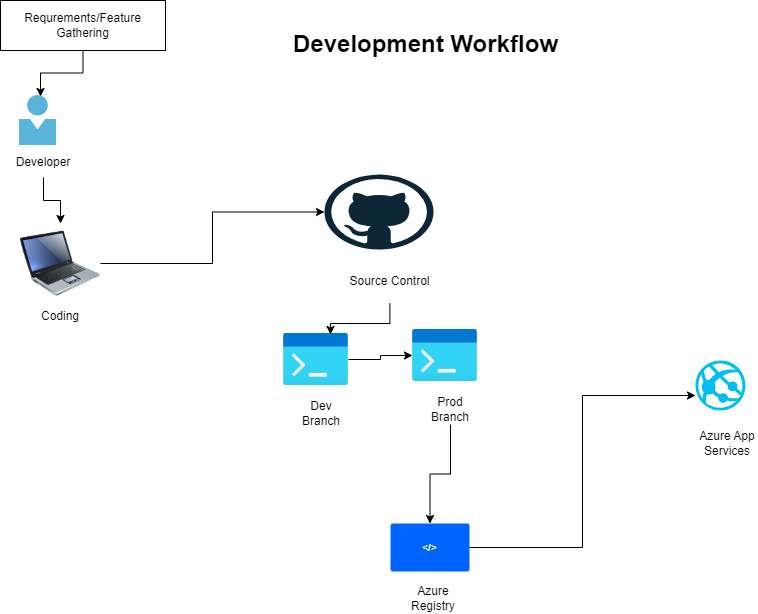 Requrements/Feature
Gathering
Development Workflow
Developer
Coding
Source Control
Dev
Branch
Prod
Branch
Azure App
Services
</>
Azure
Registry